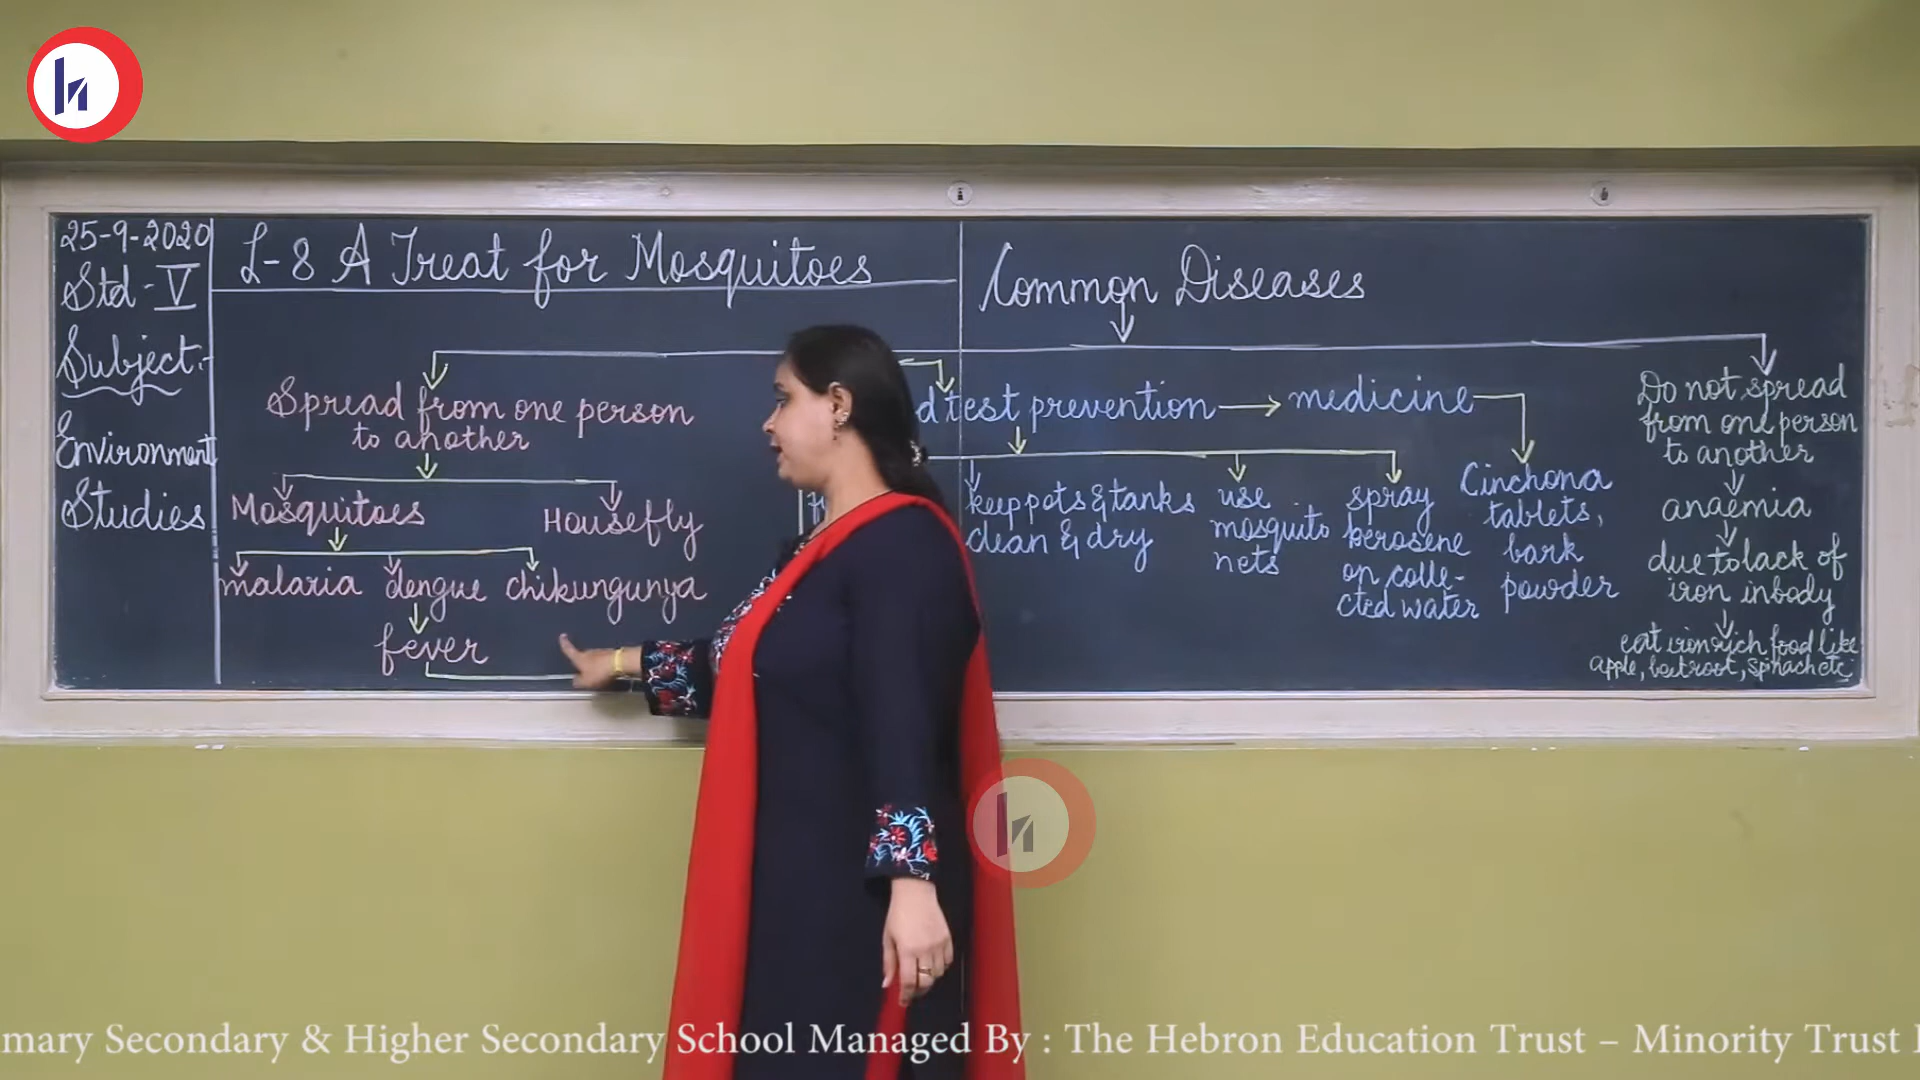 25-9-2020
Std-V
Subject:-
Environment
Studies
L-8 A Treat for Mosquitoes
Spread from one person
to another
Mosquitoes
Housefly
malaria dengue chikungunya
fever
Common Diseases
test prevention → medicine
keep pots & tanks
clean & dry
use
mosquito
nets
spray
kerosene
on colle-
cted water
Cinchona
tablets,
bark
powder
Do not spread
from one person
to another
anaemia
due to lack of
iron in body
eat iron rich food like
apple, beetroot, spinach etc
mary Secondary & Higher Secondary School Managed By : The Hebron Education Trust – Minority Trust